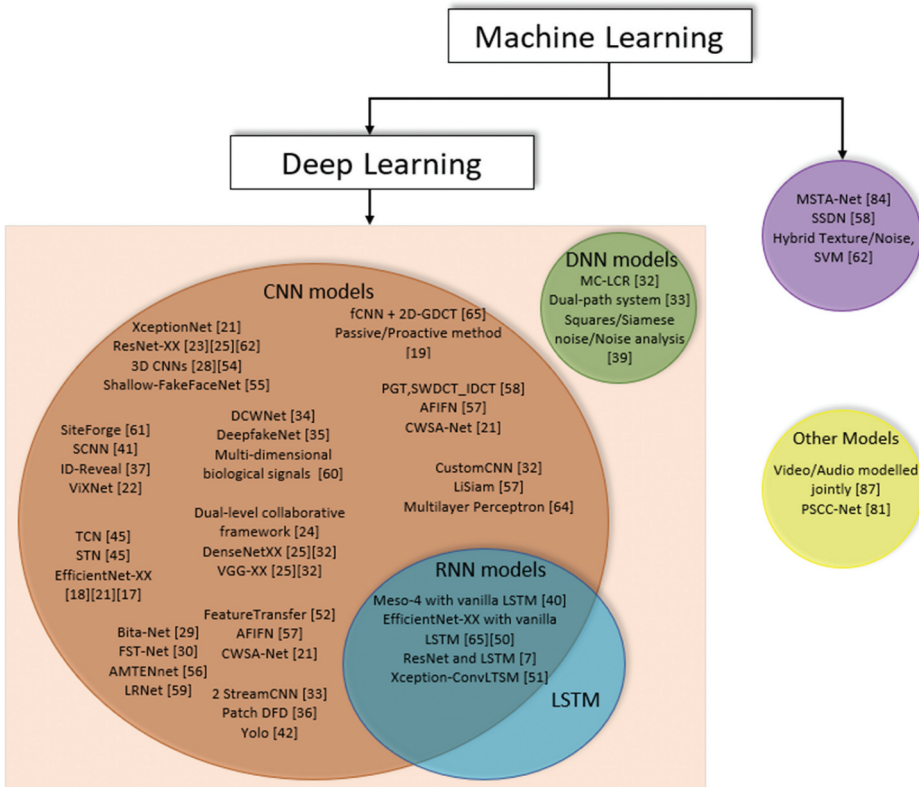 Machine Learning
Deep Learning
MSTA-Net [84]
SSDN [58]
Hybrid Texture/Noise,
SVM [62]
DNN models
MC-LCR [32]
Dual-path system [33]
Squares/Siamese
noise/Noise analysis
[39]
CNN models
XceptionNet [21]
ResNet-XX [23][25][62]
3D CNNs [28][54]
Shallow-FakeFaceNet [55]
fCNN + 2D-GDCT [65]
Passive/Proactive method
[19]
PGT,SWDCT_IDCT [58]
AFIFN [57]
CWSA-Net [21]
SiteForge [61]
SCNN [41]
ID-Reveal [37]
ViXNet [22]
DCWNet [34]
DeepfakeNet [35]
Multi-dimensional
biological signals [60]
CustomCNN [32]
LiSiam [57]
Multilayer Perceptron [64]
Other Models
Video/Audio modelled
jointly [87]
PSCC-Net [81]
TCN [45]
STN [45]
EfficientNet-XX
[18][21][17]
Dual-level collaborative
framework [24]
DenseNetXX [25][32]
VGG-XX [25][32]
RNN models
Meso-4 with vanilla LSTM [40]
EfficientNet-XX with vanilla
LSTM [65][50]
ResNet and LSTM [7]
Xception-ConvLTSM [51]
LSTM
Bita-Net [29]
FST-Net [30]
AMTENnet [56]
LRNet [59]
FeatureTransfer [52]
AFIFN [57]
CWSA-Net [21]
2 StreamCNN [33]
Patch DFD [36]
Yolo [42]